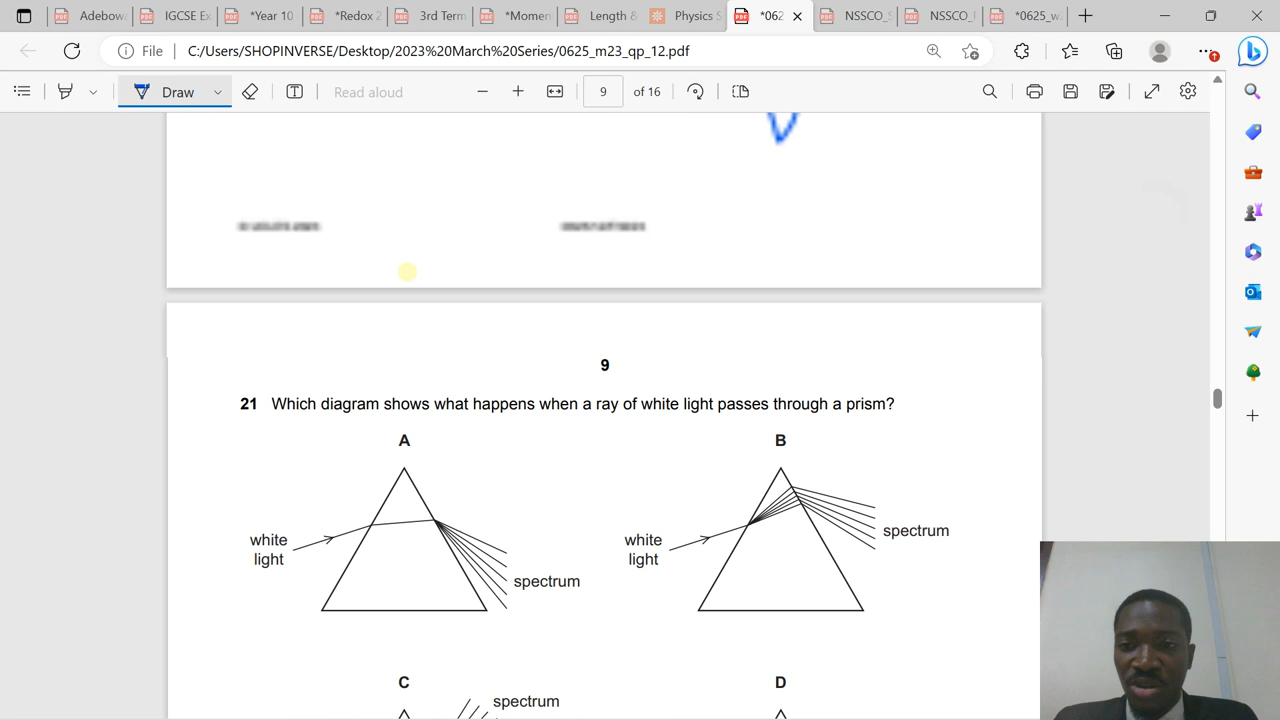 Adebowa
IGCSE Ex
*Year 10
*Redox 2
3rd Term
*Momen
Length &
Physics S
*062
NSSCO_S
NSSCO_
*0625_w
File
C:/Users/SHOPINVERSE/Desktop/2023%20March%20Series/0625_m23_qp_12.pdf
Draw
Read aloud
9
of 16
9
21 Which diagram shows what happens when a ray of white light passes through a prism?
A
B
white
light
spectrum
white
light
spectrum
C
D
spectrum